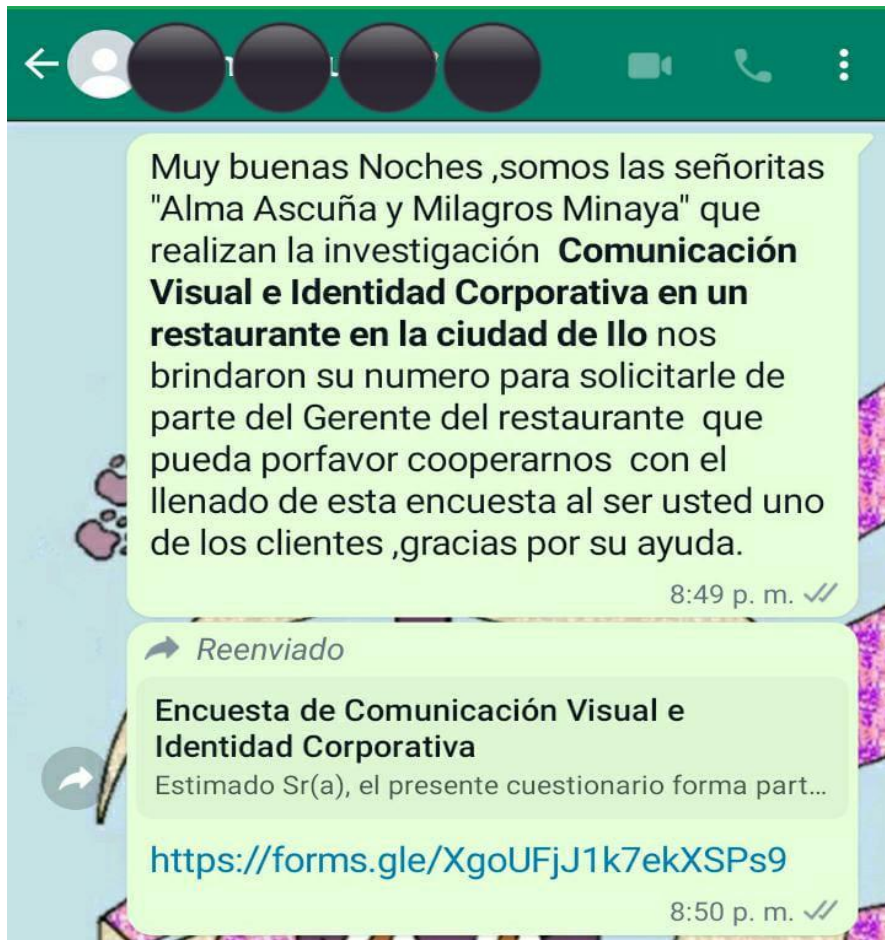 Muy buenas Noches ,somos las señoritas
"Alma Ascuña y Milagros Minaya" que
realizan la investigación Comunicación
Visual e Identidad Corporativa en un
restaurante en la ciudad de Ilo nos
brindaron su numero para solicitarle de
parte del Gerente del restaurante que
pueda porfavor cooperarnos con el
llenado de esta encuesta al ser usted uno
de los clientes ,gracias por su ayuda.
8:49 p. m.
Reenviado
Encuesta de Comunicación Visual e
Identidad Corporativa
Estimado Sr(a), el presente cuestionario forma part...
https://forms.gle/XgoUFjJ1k7ekXSPs9
8:50 p. m.